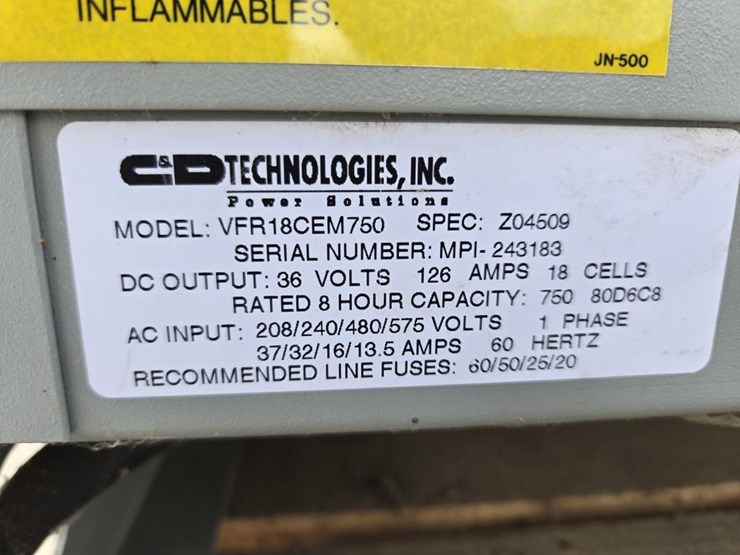 INFLAMMABLES.
JN-500
C&D TECHNOLOGIES, INC.
Power Solutions
MODEL: VFR18CEM750 SPEC: Z04509
SERIAL NUMBER: MPI- 243183
DC OUTPUT: 36 VOLTS 126 AMPS 18 CELLS
RATED 8 HOUR CAPACITY: 750 80D6C8
AC INPUT: 208/240/480/575 VOLTS 1 PHASE
37/32/16/13.5 AMPS 60 HERTZ
RECOMMENDED LINE FUSES: 60/50/25/20